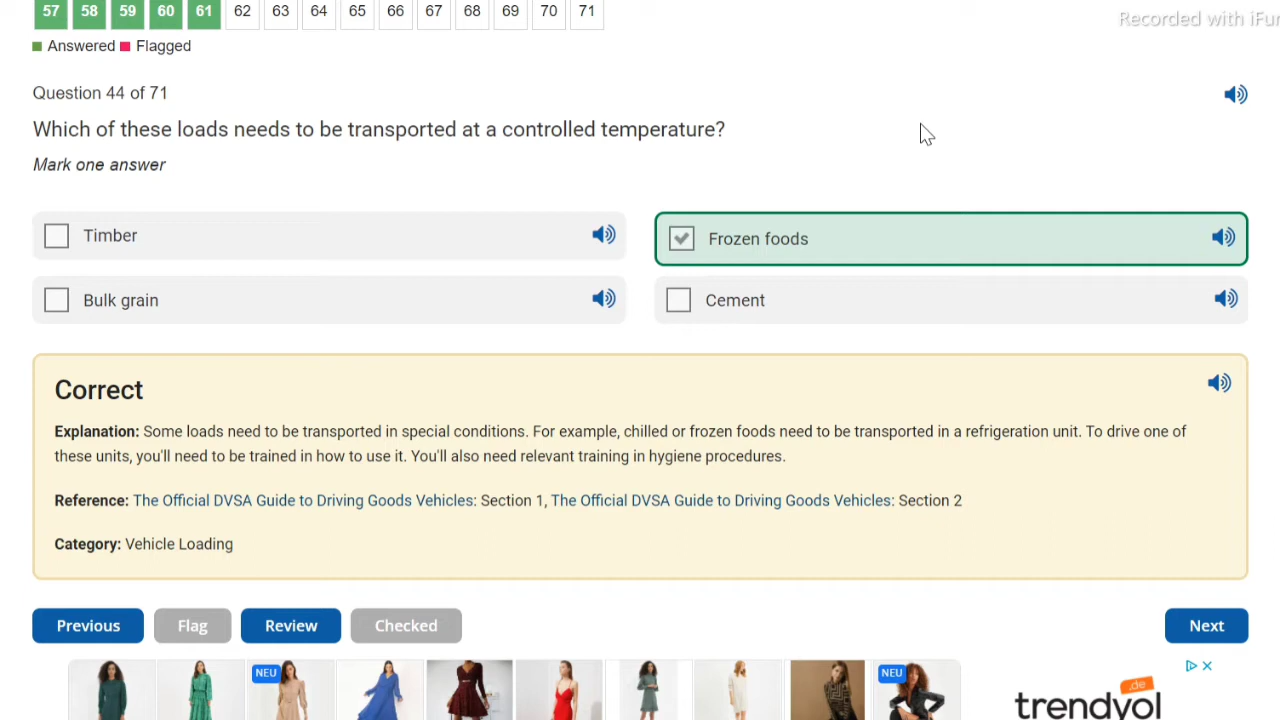 57 58 59 60 61 62 63 64 65 66 67 68 69 70 71
Recorded with
Answered Flagged
Question 44 of 71
Which of these loads needs to be transported at a controlled temperature?
Mark one answer
Timber
Frozen foods
Bulk grain
Cement
Correct
Explanation: Some loads need to be transported in special conditions. For example, chilled or frozen foods need to be transported in a refrigeration unit. To drive one of
these units, you'll need to be trained in how to use it. You'll also need relevant training in hygiene procedures.
Reference: The Official DVSA Guide to Driving Goods Vehicles: Section 1, The Official DVSA Guide to Driving Goods Vehicles: Section 2
Category: Vehicle Loading
Previous Flag Review Checked Next
NEU NEU
.de
trendyol